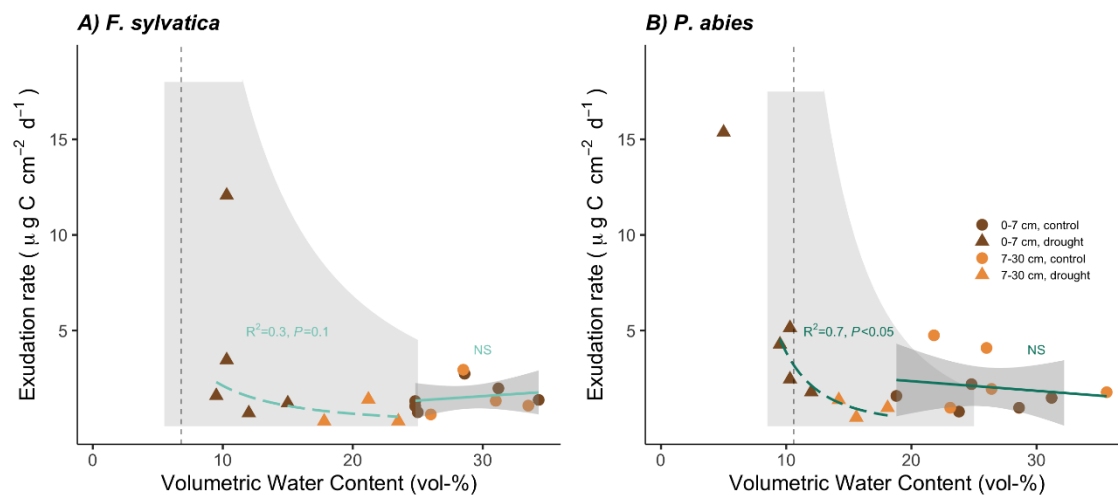 A) F. sylvatica
Exudation rate ( μ g C cm⁻² d⁻¹ )
15
10
5
R²=0.3, P=0.1
NS
0
10
20
30
Volumetric Water Content (vol-%)
B) P. abies
Exudation rate ( μ g C cm⁻² d⁻¹ )
15
10
5
0-7 cm, control
0-7 cm, drought
7-30 cm, control
7-30 cm, drought
R²=0.7, P<0.05
NS
0
10
20
30
Volumetric Water Content (vol-%)